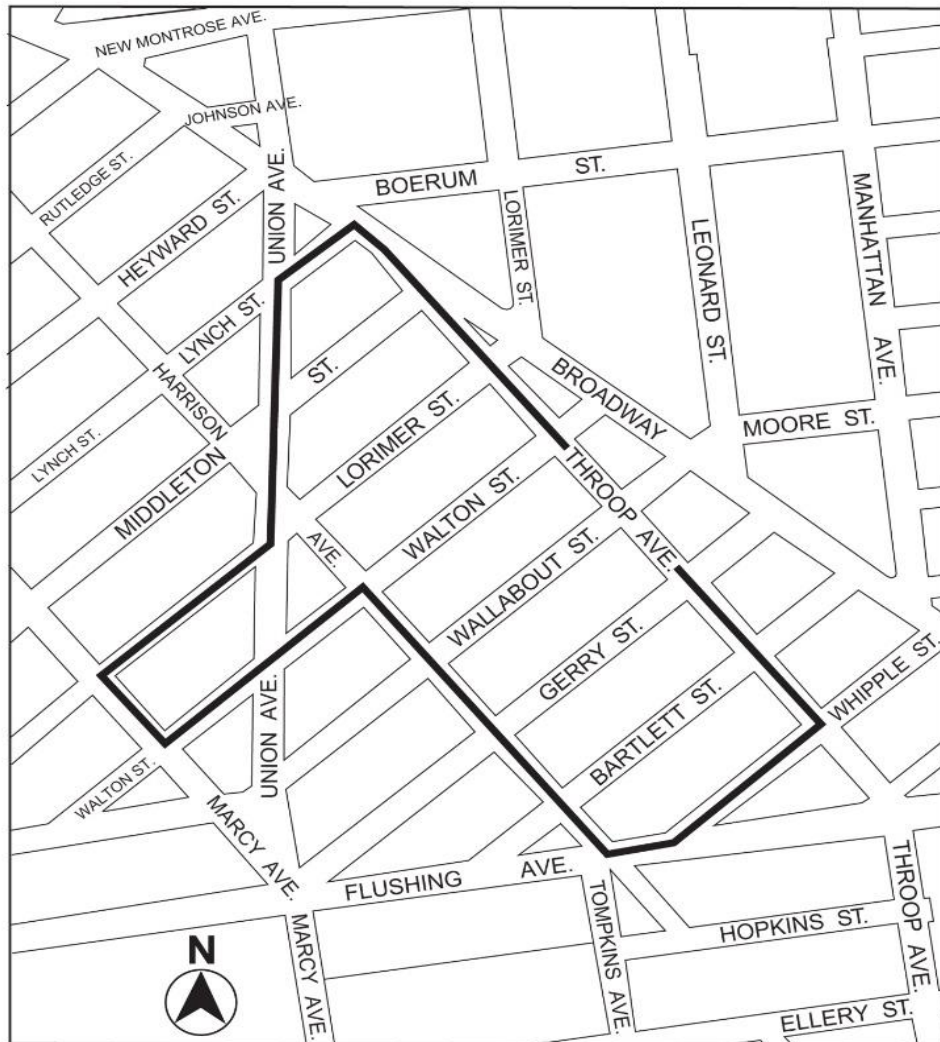 NEW MONTROSE AVE.
JOHNSON AVE.
RUTLEDGE ST.
UNION AVE.
BOERUM ST.
HEYWARD ST.
LORIMER ST.
MANHATTAN AVE.
LEONARD ST.
LYNCH ST.
HARRISON AVE.
BROADWAY
MOORE ST.
LYNCH ST.
MIDDLETON ST.
LORIMER ST.
WALTON ST.
THROOP AVE.
WALLABOUT ST.
GERRY ST.
WHIPPLE ST.
BARTLETT ST.
UNION AVE.
WALTON ST.
MARCY AVE.
FLUSHING AVE.
THROOP AVE.
TOMPKINS AVE.
HOPKINS ST.
MARCY AVE.
N
ELLERY ST.